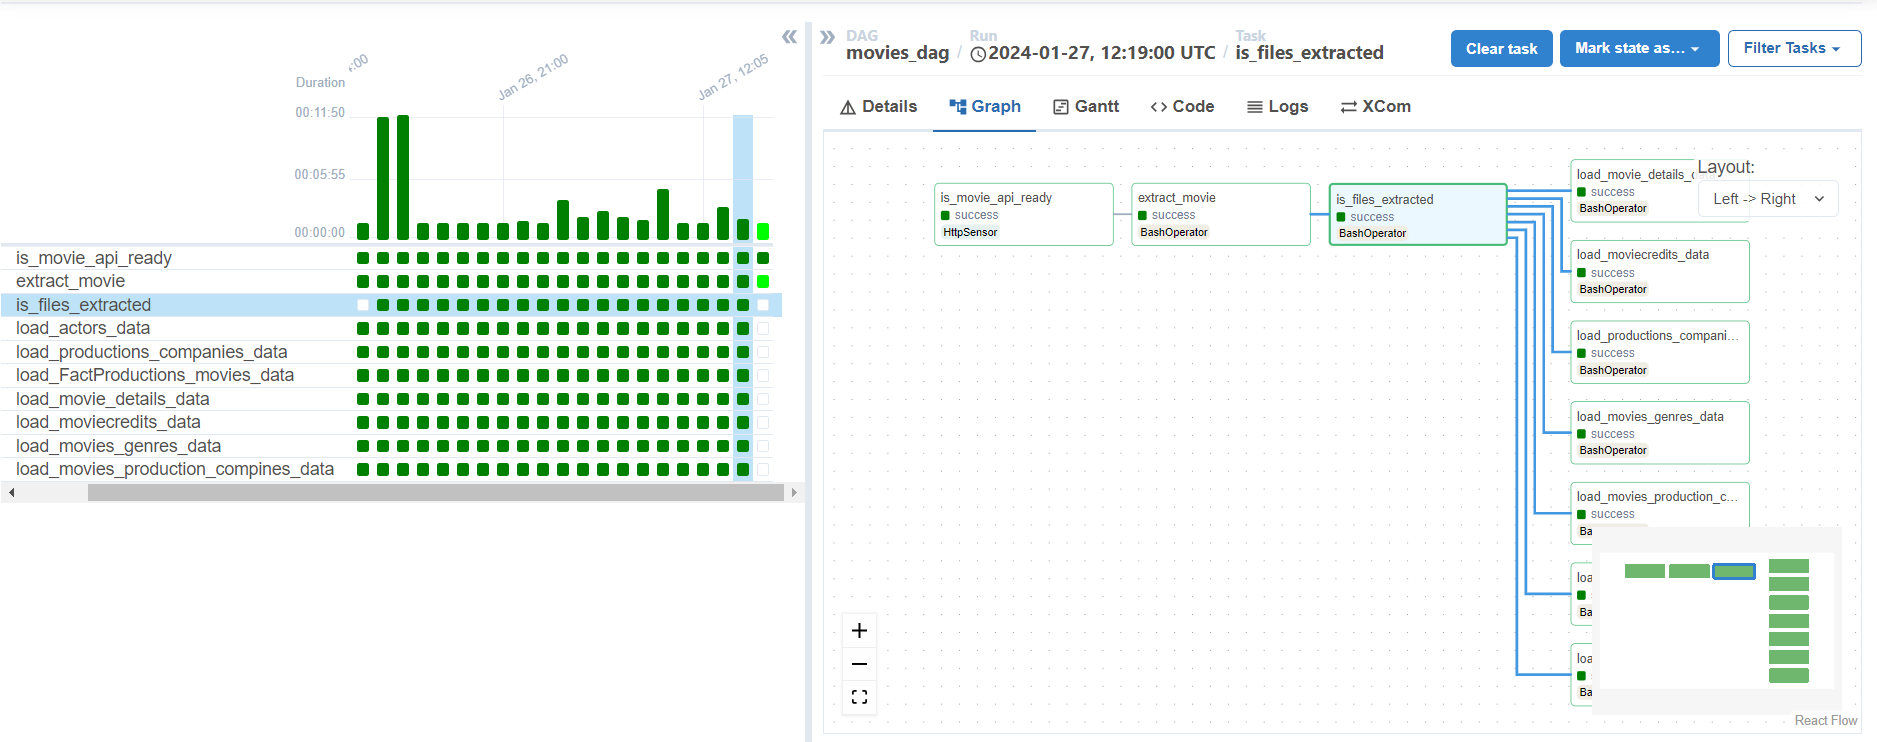 :00
Jan 26, 21:00
Jan 27, 12:05
Duration
00:11:50
00:05:55
00:00:00
is_movie_api_ready
extract_movie
is_files_extracted
load_actors_data
load_productions_companies_data
load_FactProductions_movies_data
load_movie_details_data
load_moviecredits_data
load_movies_genres_data
load_movies_production_compines_data
DAG
movies_dag
/
Run
2024-01-27, 12:19:00 UTC
/
Task
is_files_extracted
Clear task
Mark state as...
Filter Tasks
Details
Graph
Gantt
Code
Logs
XCom
Layout:
Left -> Right
is_movie_api_ready
success
HttpSensor
extract_movie
success
BashOperator
is_files_extracted
success
BashOperator
load_movie_details_
success
BashOperator
load_moviecredits_data
success
BashOperator
load_productions_compani...
success
BashOperator
load_movies_genres_data
success
BashOperator
load_movies_production_c...
success
Ba
loa
Ba
loa
Ba
React Flow